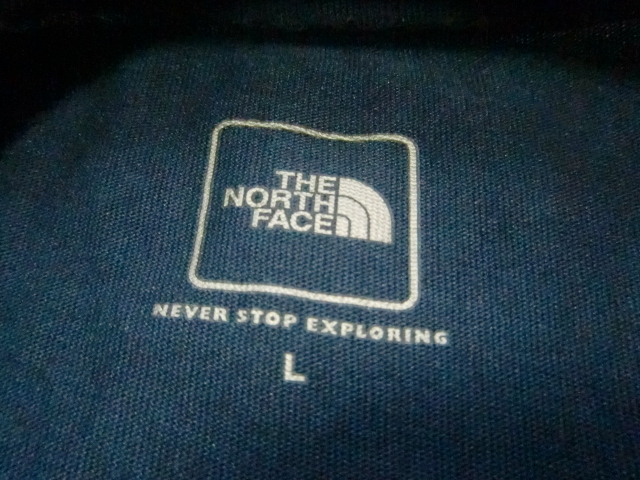 THE
NORTH
FACE
NEVER STOP EXPLORING
L